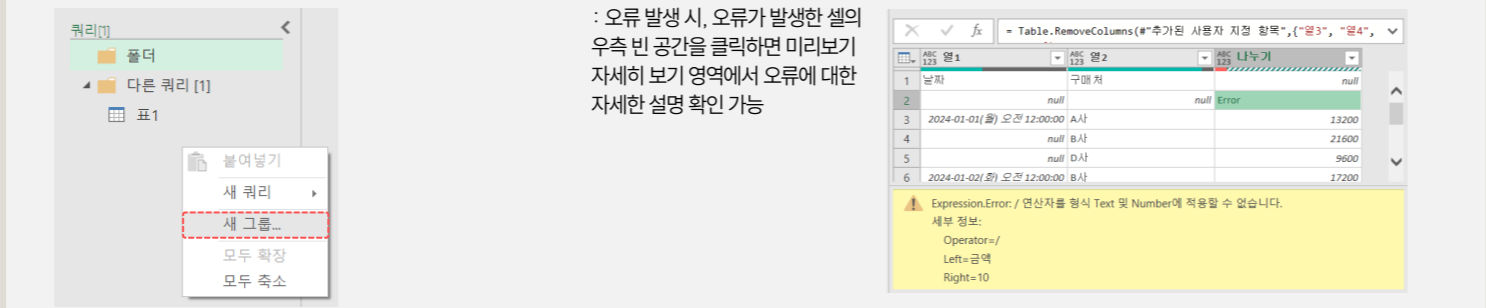 쿼리[1]
폴더
다른 쿼리 [1]
표1
붙여넣기
새 쿼리
새 그룹...
모두 확장
모두 축소
: 오류 발생 시, 오류가 발생한 셀의
우측 빈 공간을 클릭하면 미리보기
자세히 보기 영역에서 오류에 대한
자세한 설명 확인 가능
fx = Table.RemoveColumns(#"추가된 사용자 지정 항목",{"열3", "열4",
ABC 123 열1 ABC 123 열2 ABC 123 나누기
1 날짜 구매처 null
2 null null Error
3 2024-01-01(월) 오전 12:00:00 A사 13200
4 null B사 21600
5 null D사 9600
6 2024-01-02(화) 오전 12:00:00 B사 17200
Expression.Error: / 연산자를 형식 Text 및 Number에 적용할 수 없습니다.
세부 정보:
Operator=/
Left=금액
Right=10